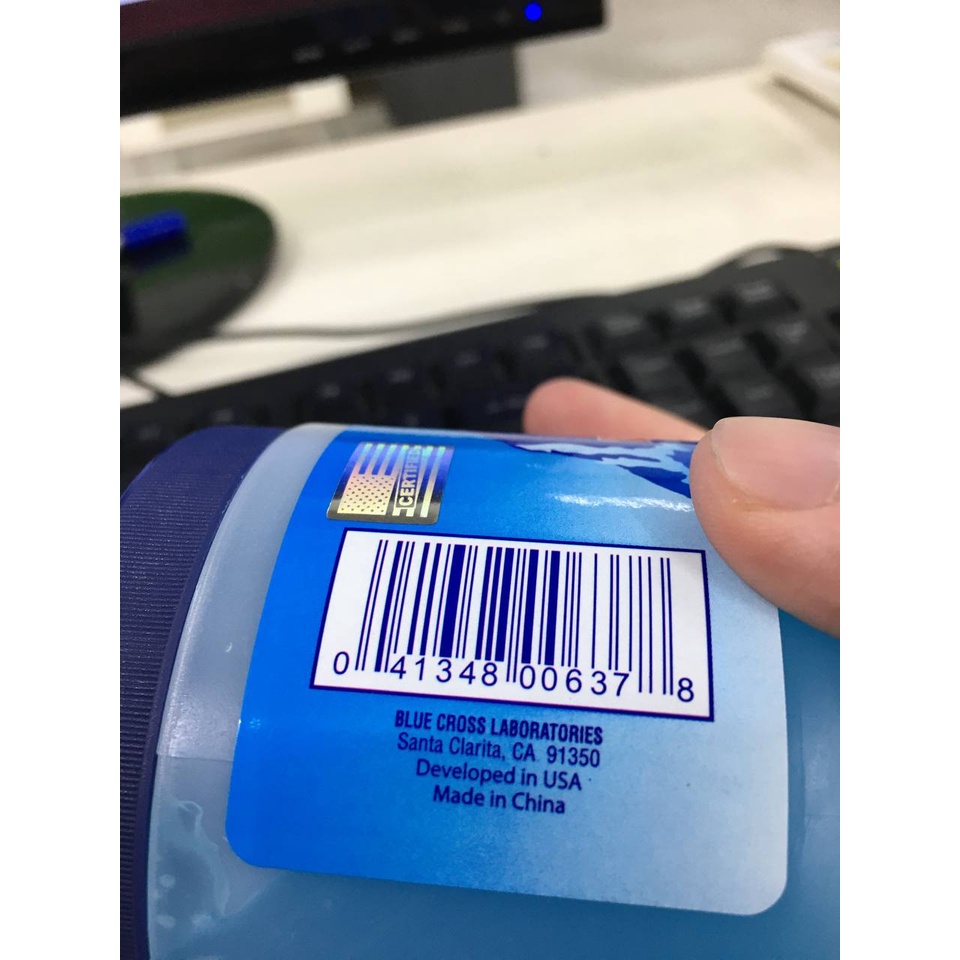 CERTIFIED
0 41348 00637 8
BLUE CROSS LABORATORIES
Santa Clarita, CA 91350
Developed in USA
Made in China